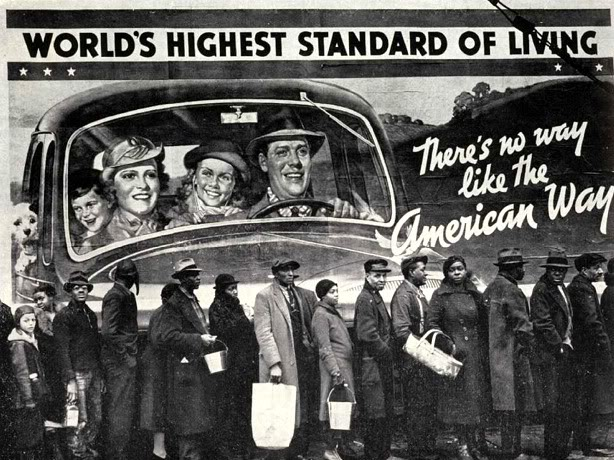 WORLD'S HIGHEST STANDARD OF LIVING
There's no way
like the
American Way